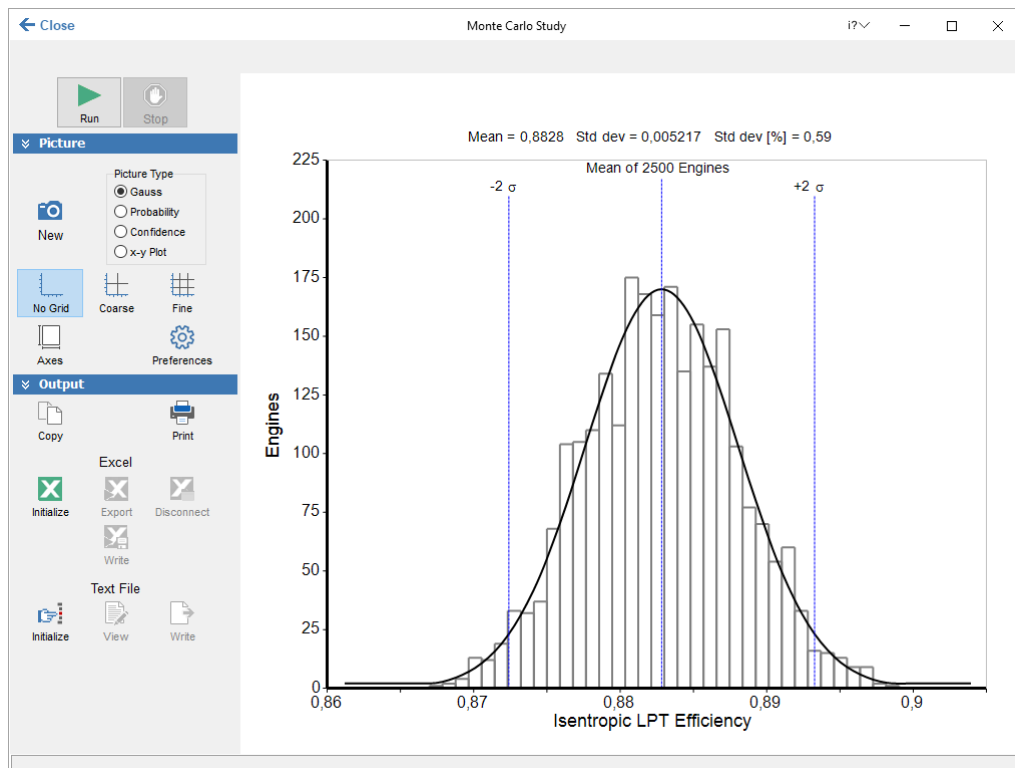 Close
Monte Carlo Study
i?
Run
Stop
Picture
Picture Type
Gauss
Probability
Confidence
x-y Plot
New
No Grid
Coarse
Fine
Axes
Preferences
Output
Copy
Print
Excel
Initialize
Export
Disconnect
Write
Text File
Initialize
View
Write
Mean = 0,8828 Std dev = 0,005217 Std dev [%] = 0,59
Mean of 2500 Engines
-2 σ
+2 σ
225
200
175
150
125
100
75
50
25
0
Engines
0,86
0,87
0,88
0,89
0,9
Isentropic LPT Efficiency